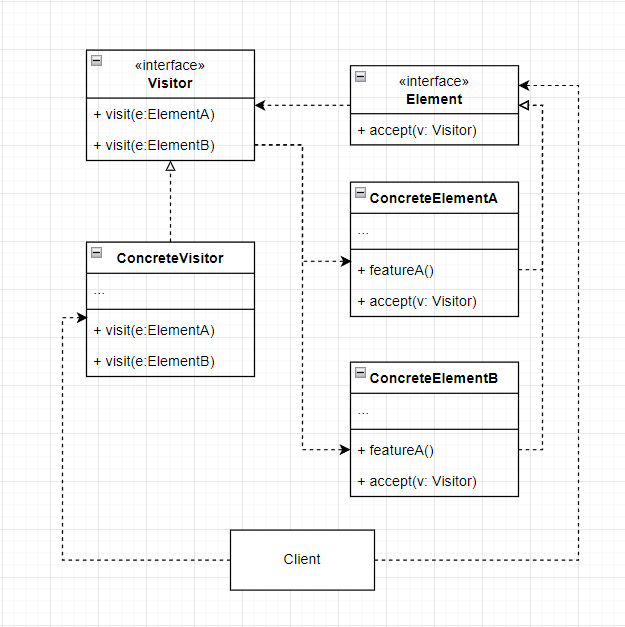 «interface»
Visitor
+ visit(e:ElementA)
+ visit(e:ElementB)
«interface»
Element
+ accept(v: Visitor)
ConcreteElementA
...
+ featureA()
+ accept(v: Visitor)
ConcreteVisitor
...
+ visit(e:ElementA)
+ visit(e:ElementB)
ConcreteElementB
...
+ featureA()
+ accept(v: Visitor)
Client